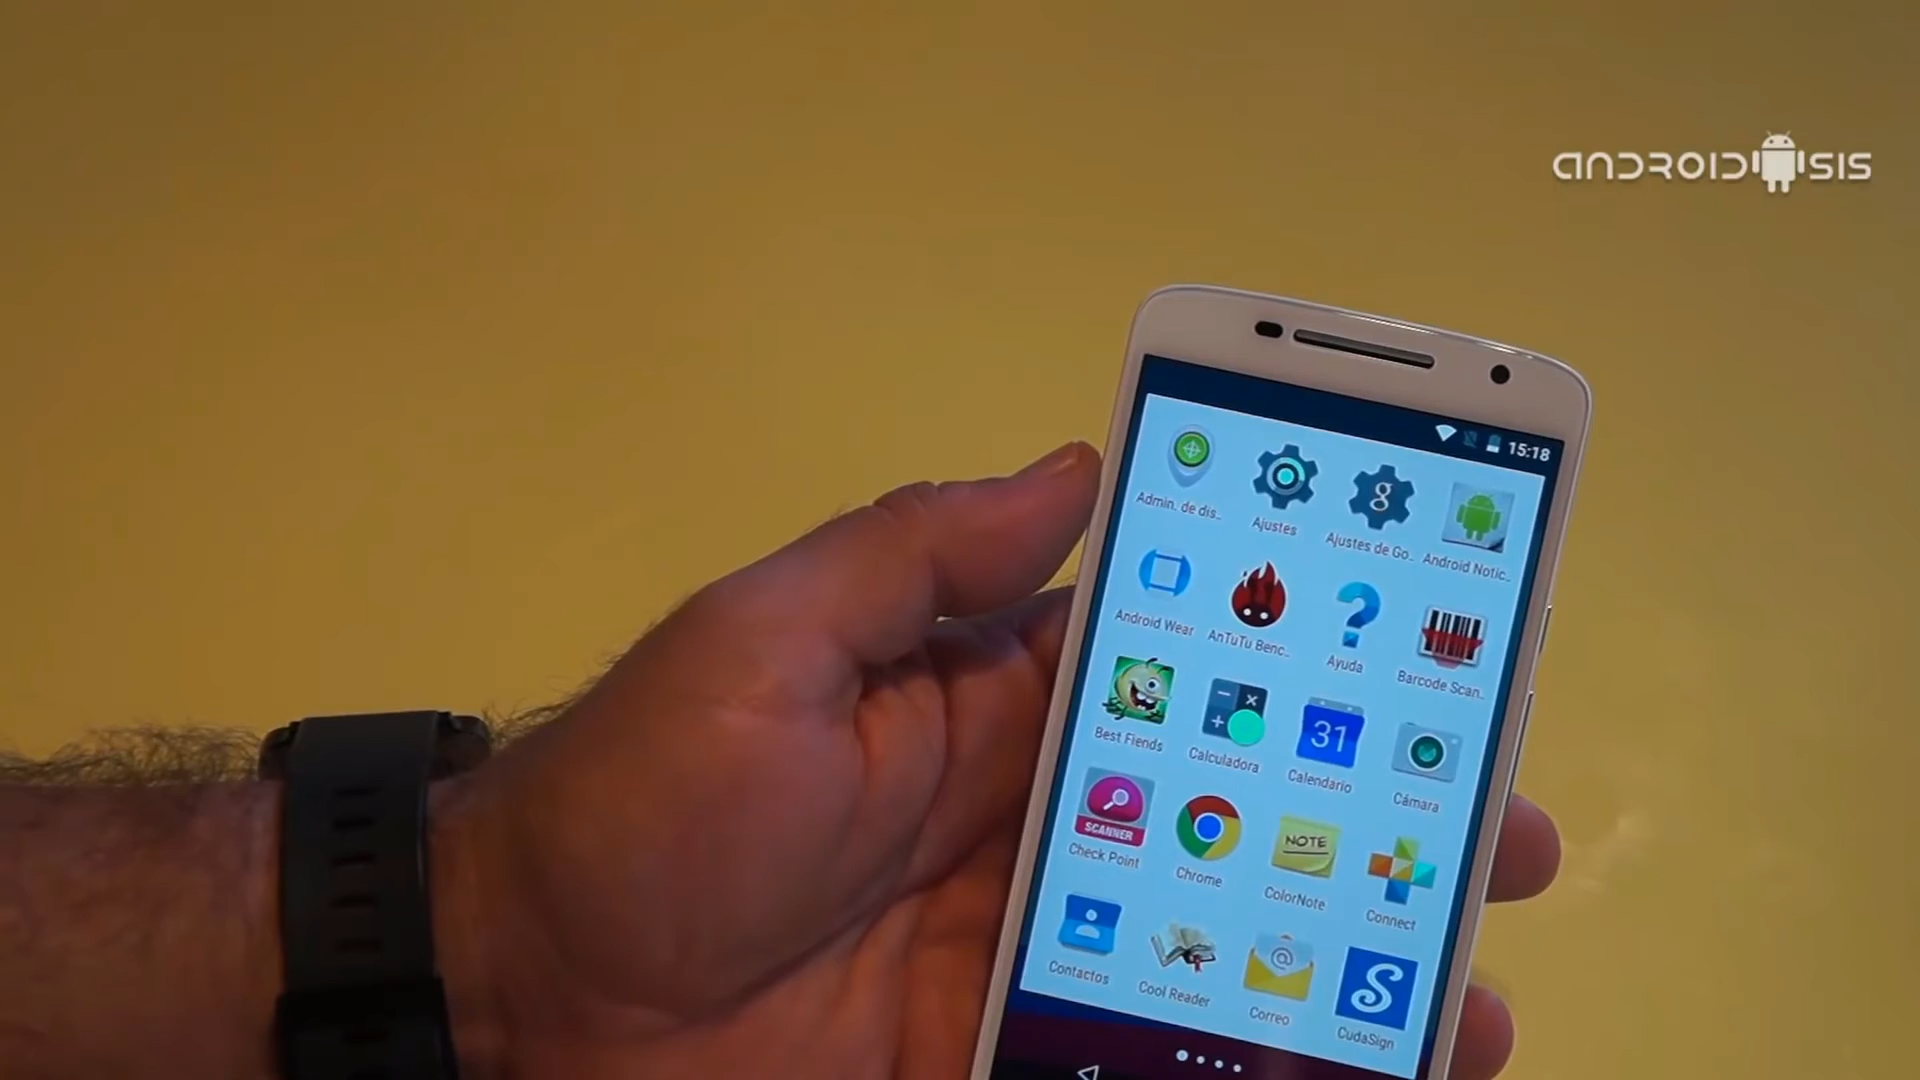 ANDROIDSIS
15:18
Admin. de dis..
Ajustes
Ajustes de Go..
Android Notic..
Android Wear
AnTuTu Benc..
Ayuda
Barcode Scan..
Best Fiends
Calculadora
31
Calendario
Cámara
SCANNER
Check Point
Chrome
NOTE
ColorNote
Connect
Contactos
Cool Reader
Correo
CudaSign